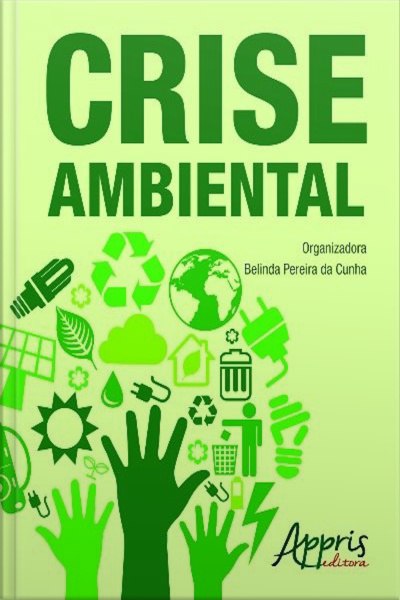 CRISE
AMBIENTAL
Organizadora
Belinda Pereira da Cunha
Appris
editora